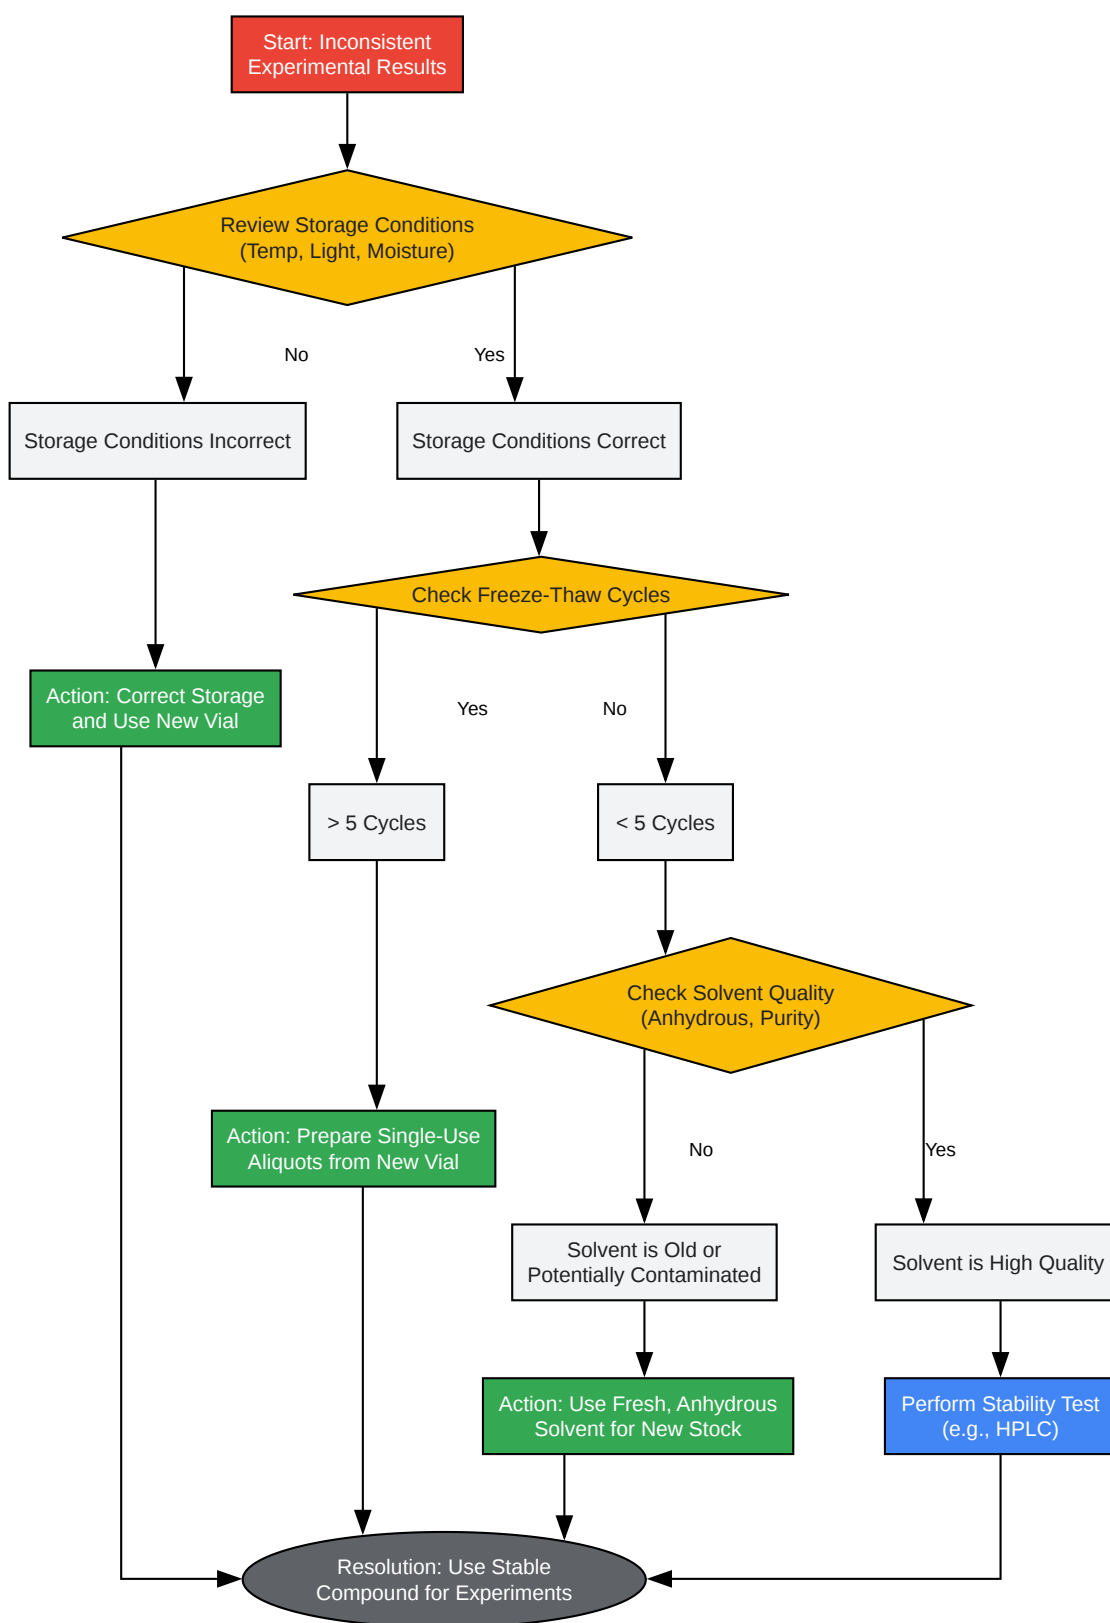 Start: Inconsistent
Experimental Results
Review Storage Conditions
(Temp, Light, Moisture)
No
Yes
Storage Conditions Incorrect
Storage Conditions Correct
Check Freeze-Thaw Cycles
Action: Correct Storage
and Use New Vial
Yes
No
> 5 Cycles
< 5 Cycles
Check Solvent Quality
(Anhydrous, Purity)
Action: Prepare Single-Use
Aliquots from New Vial
No
Yes
Solvent is Old or
Potentially Contaminated
Solvent is High Quality
Action: Use Fresh, Anhydrous
Solvent for New Stock
Perform Stability Test
(e.g., HPLC)
Resolution: Use Stable
Compound for Experiments